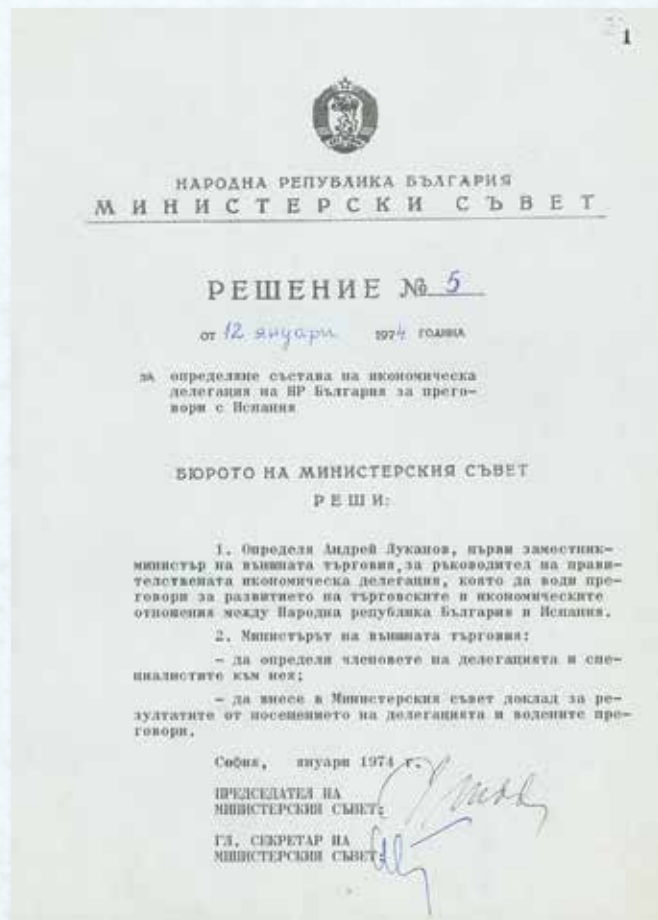 1
НАРОДНА РЕПУБЛИКА БЪЛГАРИЯ
МИНИСТЕРСКИ СЪВЕТ
РЕШЕНИЕ № 5
от 12 януари 1974 година
за определяне състава на икономическа
делегация на НР България за прего-
вори с Испания
БЮРОТО НА МИНИСТЕРСКИЯ СЪВЕТ
РЕШИ:
1. Определя Андрей Луканов, първи заместник-
министър на външната търговия, за ръководител на прави-
телствената икономическа делегация, която да води пре-
говори за развитието на търговските и икономическите
отношения между Народна република България и Испания.
2. Министърът на външната търговия:
– да определи членовете на делегацията и спе-
циалистите към нея;
– да внесе в Министерския съвет доклад за ре-
зултатите от посещението на делегацията и водените пре-
говори.
София, януари 1974 г.
ПРЕДСЕДАТЕЛ НА
МИНИСТЕРСКИЯ СЪВЕТ:
ГЛ. СЕКРЕТАР НА
МИНИСТЕРСКИЯ СЪВЕТ: